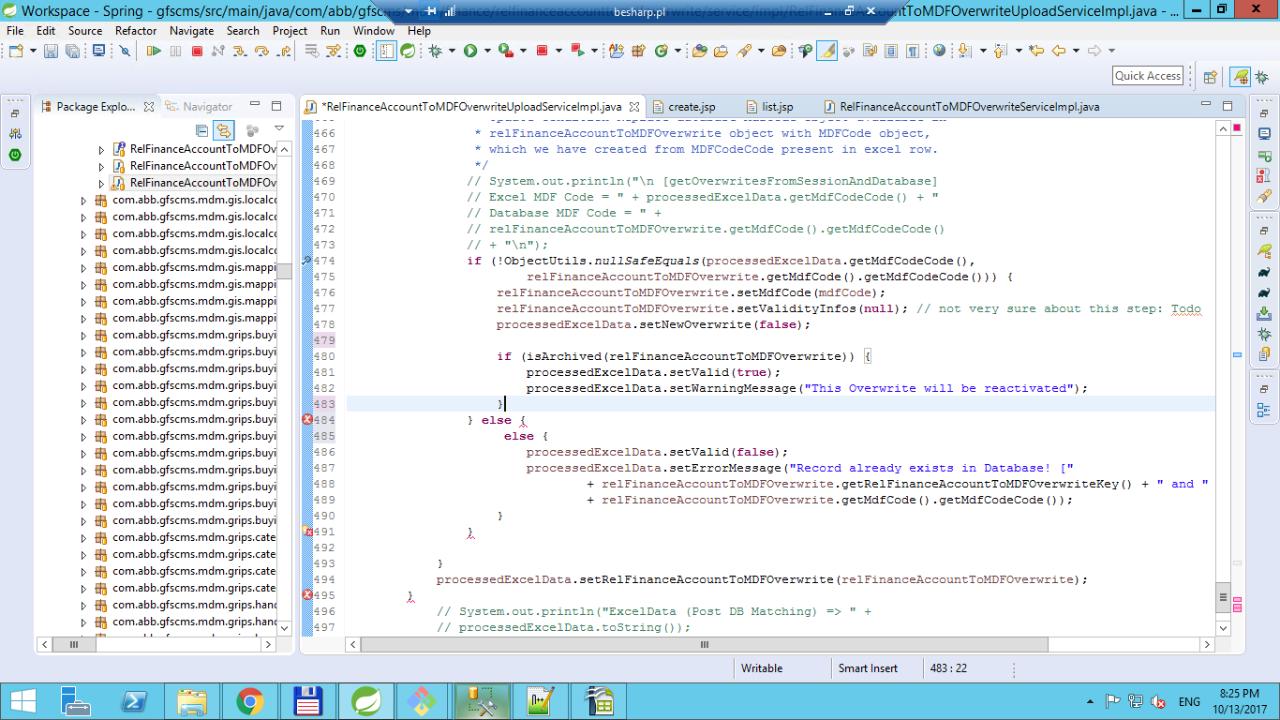 Workspace - Spring - gfscms/src/main/java/com/abb/gfscms/
besharp.pl
AccountToMDFOverwriteUploadServiceImpl.java - ...
File Edit Source Refactor Navigate Search Project Run Window Help
Quick Access
Package Explo...
Navigator
*RelFinanceAccountToMDFOverwriteUploadServiceImpl.java
create.jsp
list.jsp
RelFinanceAccountToMDFOverwriteServiceImpl.java
RelFinanceAccountToMDFOv
RelFinanceAccountToMDFOv
RelFinanceAccountToMDFOv
com.abb.gfscms.mdm.gis.localcc
com.abb.gfscms.mdm.gis.localcc
com.abb.gfscms.mdm.gis.localcc
com.abb.gfscms.mdm.gis.localcc
com.abb.gfscms.mdm.gis.mappi
com.abb.gfscms.mdm.gis.mappi
com.abb.gfscms.mdm.gis.mappi
com.abb.gfscms.mdm.gis.mappi
com.abb.gfscms.mdm.grips.buyi
com.abb.gfscms.mdm.grips.buyi
com.abb.gfscms.mdm.grips.buyi
com.abb.gfscms.mdm.grips.buyi
com.abb.gfscms.mdm.grips.buyi
com.abb.gfscms.mdm.grips.buyi
com.abb.gfscms.mdm.grips.buyi
com.abb.gfscms.mdm.grips.buyi
com.abb.gfscms.mdm.grips.buyi
com.abb.gfscms.mdm.grips.buyi
com.abb.gfscms.mdm.grips.buyi
com.abb.gfscms.mdm.grips.buyi
com.abb.gfscms.mdm.grips.cate
com.abb.gfscms.mdm.grips.cate
com.abb.gfscms.mdm.grips.cate
com.abb.gfscms.mdm.grips.cate
com.abb.gfscms.mdm.grips.hanc
com.abb.gfscms.mdm.grips.hanc
466 * relFinanceAccountToMDFOverwrite object with MDFCode object,
467 * which we have created from MDFCodeCode present in excel row.
468 */
469 // System.out.println("\n [getOverwritesFromSessionAndDatabase]
470 // Excel MDF Code = " + processedExcelData.getMdfCodeCode() + "
471 // Database MDF Code = " +
472 // relFinanceAccountToMDFOverwrite.getMdfCode().getMdfCodeCode()
473 // + "\n");
474 if (!ObjectUtils.nullSafeEquals(processedExcelData.getMdfCodeCode(),
475 relFinanceAccountToMDFOverwrite.getMdfCode().getMdfCodeCode())) {
476 relFinanceAccountToMDFOverwrite.setMdfCode(mdfCode);
477 relFinanceAccountToMDFOverwrite.setValidityInfos(null); // not very sure about this step: Todo
478 processedExcelData.setNewOverwrite(false);
479
480 if (isArchived(relFinanceAccountToMDFOverwrite)) {
481 processedExcelData.setValid(true);
482 processedExcelData.setWarningMessage("This Overwrite will be reactivated");
483 }
484 } else {
485 else {
486 processedExcelData.setValid(false);
487 processedExcelData.setErrorMessage("Record already exists in Database! ["
488 + relFinanceAccountToMDFOverwrite.getRelFinanceAccountToMDFOverwriteKey() + " and "
489 + relFinanceAccountToMDFOverwrite.getMdfCode().getMdfCodeCode());
490 }
491 }
492
493 }
494 processedExcelData.setRelFinanceAccountToMDFOverwrite(relFinanceAccountToMDFOverwrite);
495 }
496 // System.out.println("ExcelData (Post DB Matching) => " +
497 // processedExcelData.toString());
Writable
Smart Insert
483 : 22
ENG
8:25 PM
10/13/2017